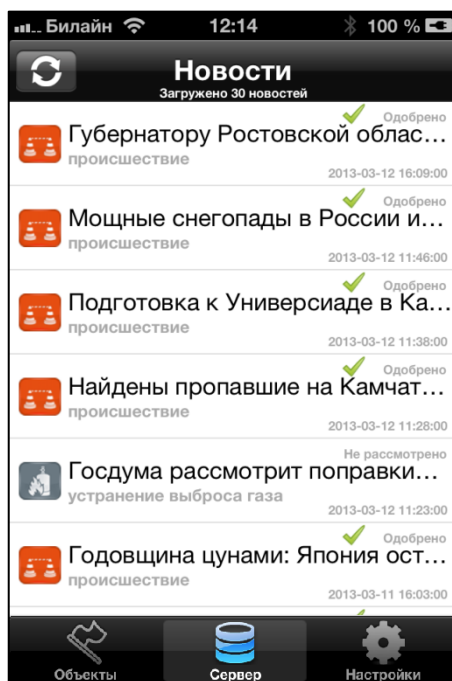 Билайн 12:14 100 %
Новости
Загружено 30 новостей
Одобрено
Губернатору Ростовской облас...
происшествие
2013-03-12 16:09:00
Одобрено
Мощные снегопады в России и...
происшествие
2013-03-12 11:46:00
Одобрено
Подготовка к Универсиаде в Ка...
происшествие
2013-03-12 11:38:00
Одобрено
Найдены пропавшие на Камчат...
происшествие
2013-03-12 11:28:00
Не рассмотрено
Госдума рассмотрит поправки...
устранение выброса газа
2013-03-12 11:23:00
Одобрено
Годовщина цунами: Япония ост...
происшествие
2013-03-11 16:03:00
Объекты Сервер Настройки